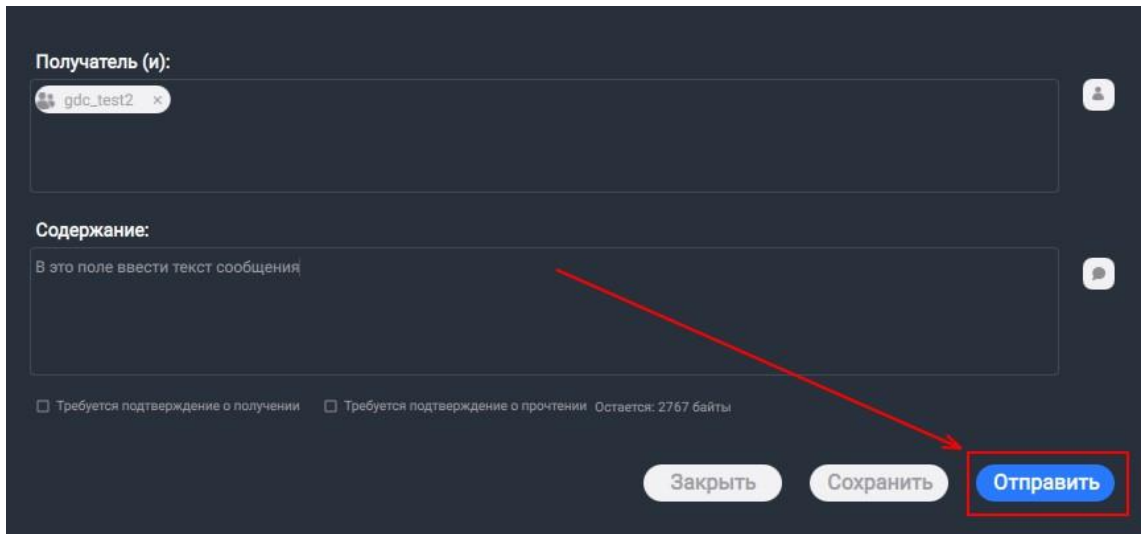 Получатель (и):
gdc_test2 ×
Содержание:
В это поле ввести текст сообщения
Требуется подтверждение о получении Требуется подтверждение о прочтении Остается: 2767 байты
Закрыть Сохранить Отправить